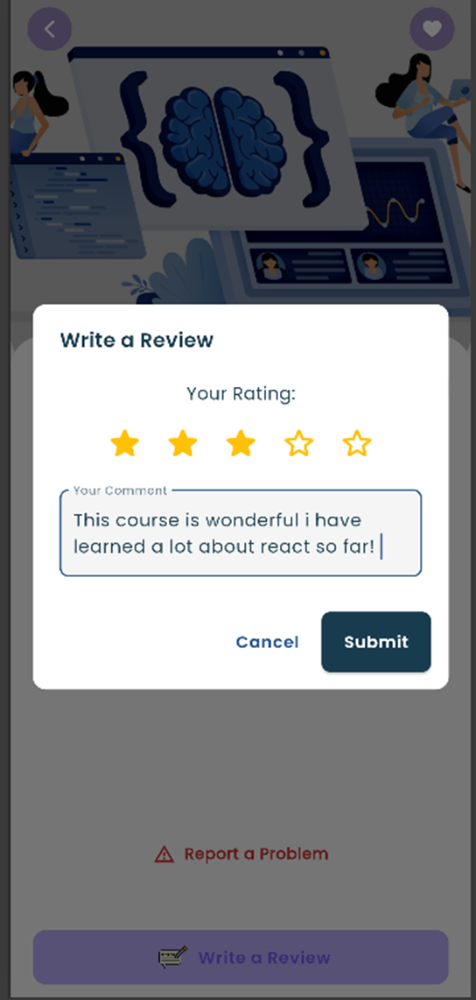 Write a Review
Your Rating:
Your Comment
This course is wonderful i have
learned a lot about react so far!
Cancel
Submit
Report a Problem
Write a Review